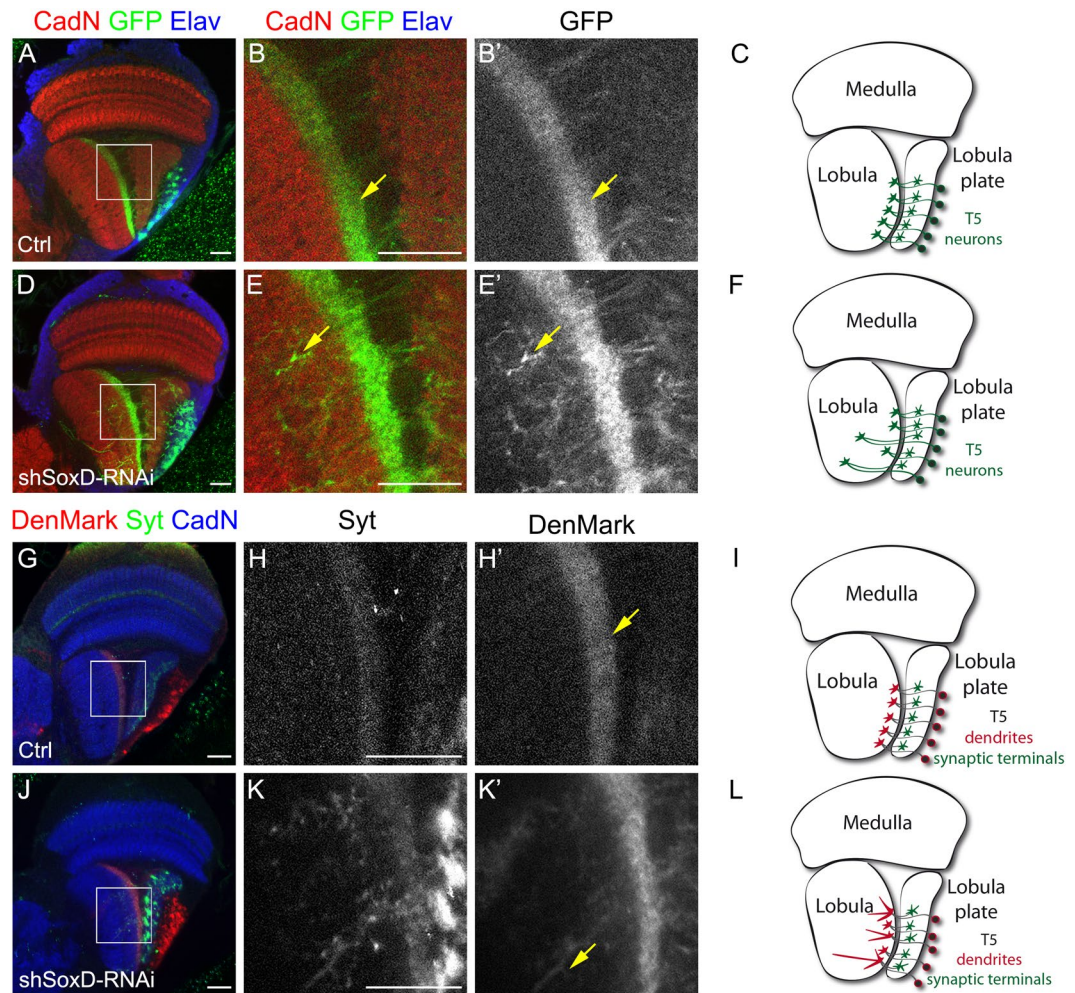 CadN GFP Elav
CadN GFP Elav
GFP
A
Ctrl
B
B'
C
Medulla
Lobula
Lobula
plate
T5
neurons
D
shSoxD-RNAi
E
E'
F
Medulla
Lobula
Lobula
plate
T5
neurons
DenMark Syt CadN
Syt
DenMark
G
Ctrl
H
H'
I
Medulla
Lobula
Lobula
plate
T5
dendrites
synaptic terminals
J
shSoxD-RNAi
K
K'
L
Medulla
Lobula
Lobula
plate
T5
dendrites
synaptic terminals